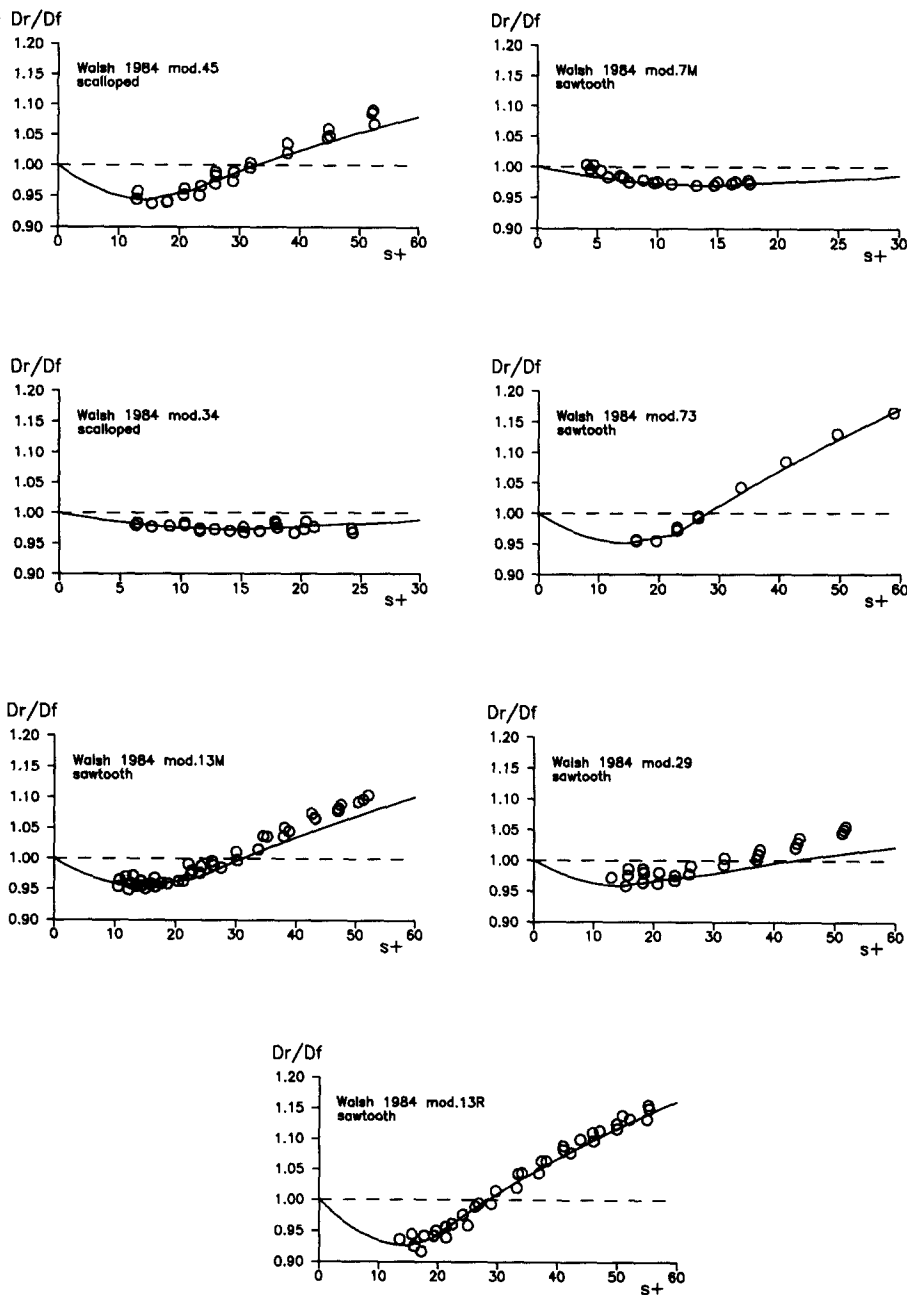 Dr/Df
1.20
Walsh 1984 mod.45
scalloped
1.15
1.10
1.05
1.00
0.95
0.90
0 10 20 30 40 50 60
s+
Dr/Df
1.20
Walsh 1984 mod.7M
sawtooth
1.15
1.10
1.05
1.00
0.95
0.90
0 5 10 15 20 25 30
s+
Dr/Df
1.20
Walsh 1984 mod.34
scalloped
1.15
1.10
1.05
1.00
0.95
0.90
0 5 10 15 20 25 30
s+
Dr/Df
1.20
Walsh 1984 mod.73
sawtooth
1.15
1.10
1.05
1.00
0.95
0.90
0 10 20 30 40 50 60
s+
Dr/Df
1.20
Walsh 1984 mod.13M
sawtooth
1.15
1.10
1.05
1.00
0.95
0.90
0 10 20 30 40 50 60
s+
Dr/Df
1.20
Walsh 1984 mod.29
sawtooth
1.15
1.10
1.05
1.00
0.95
0.90
0 10 20 30 40 50 60
s+
Dr/Df
1.20
Walsh 1984 mod.13R
sawtooth
1.15
1.10
1.05
1.00
0.95
0.90
0 10 20 30 40 50 60
s+